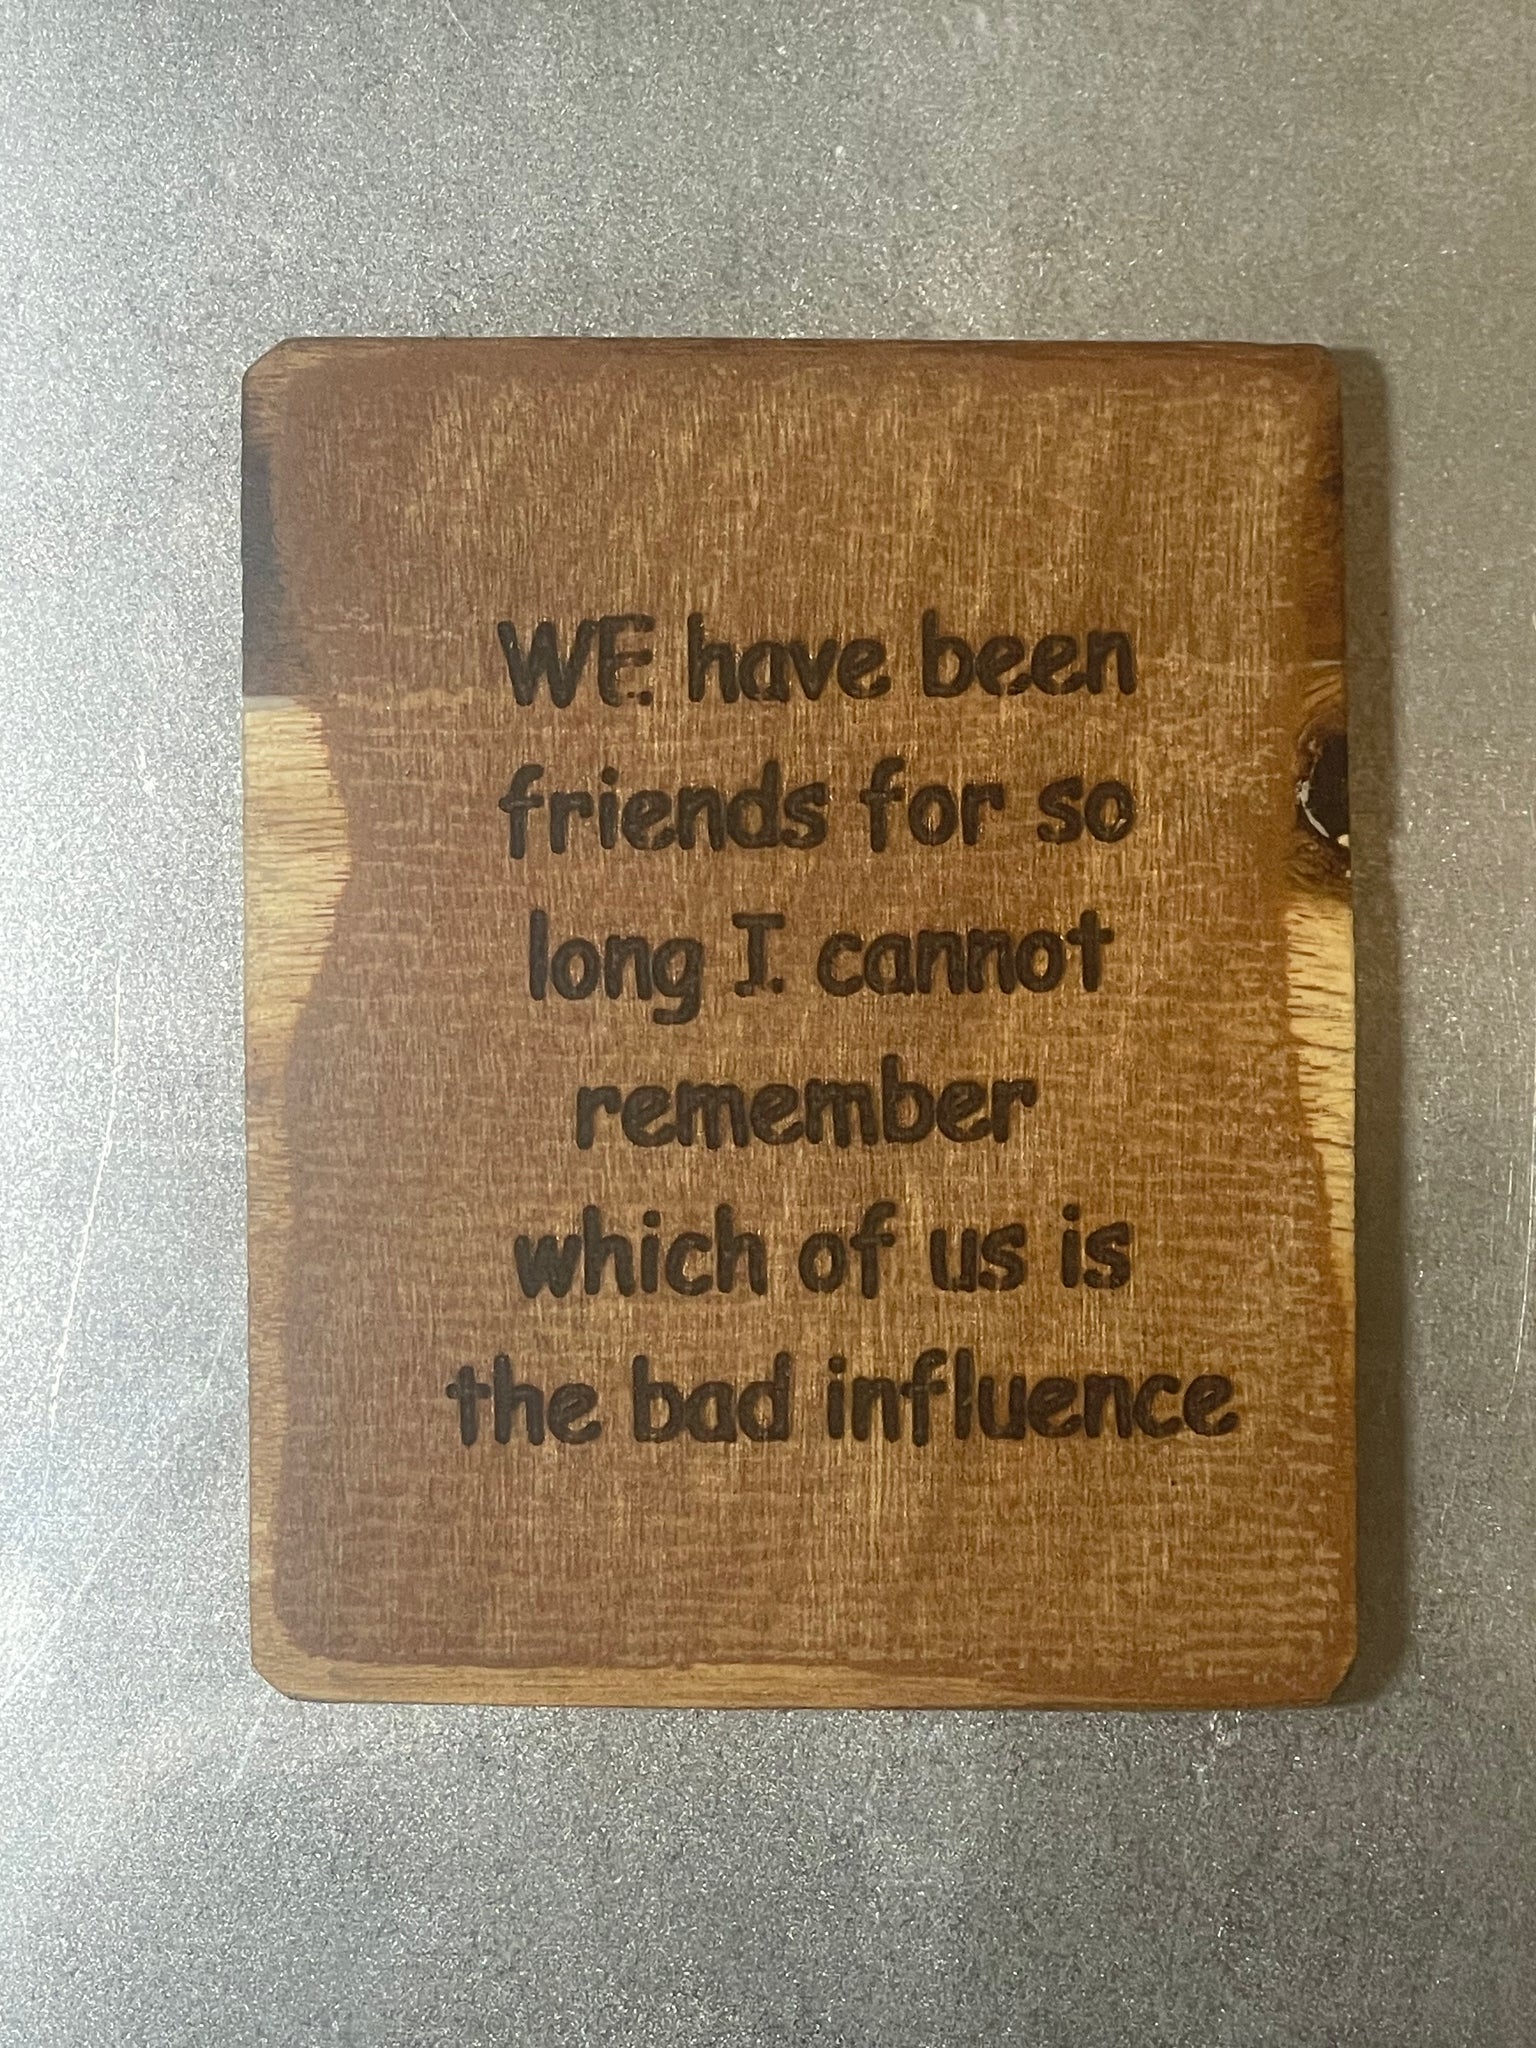 WE have been
friends for so
long I cannot
remember
which of us is
the bad influence